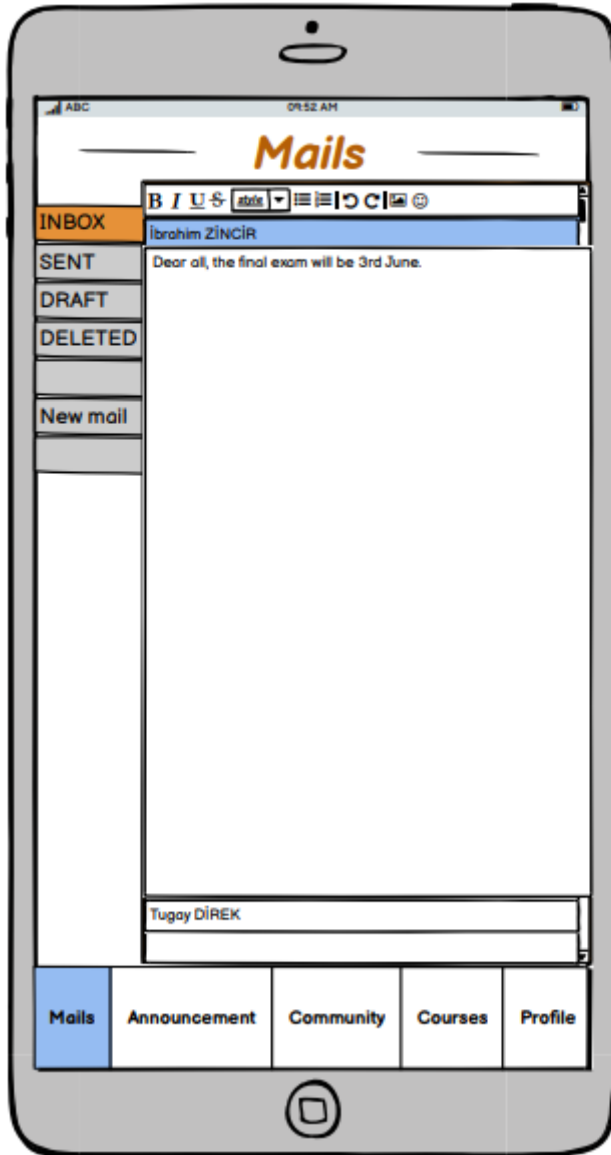 ABC 09:52 AM
Mails
B I U S style
INBOX
İbrahim ZİNCİR
SENT
Dear all, the final exam will be 3rd June.
DRAFT
DELETED
New mail
Tugay DİREK
Mails Announcement Community Courses Profile